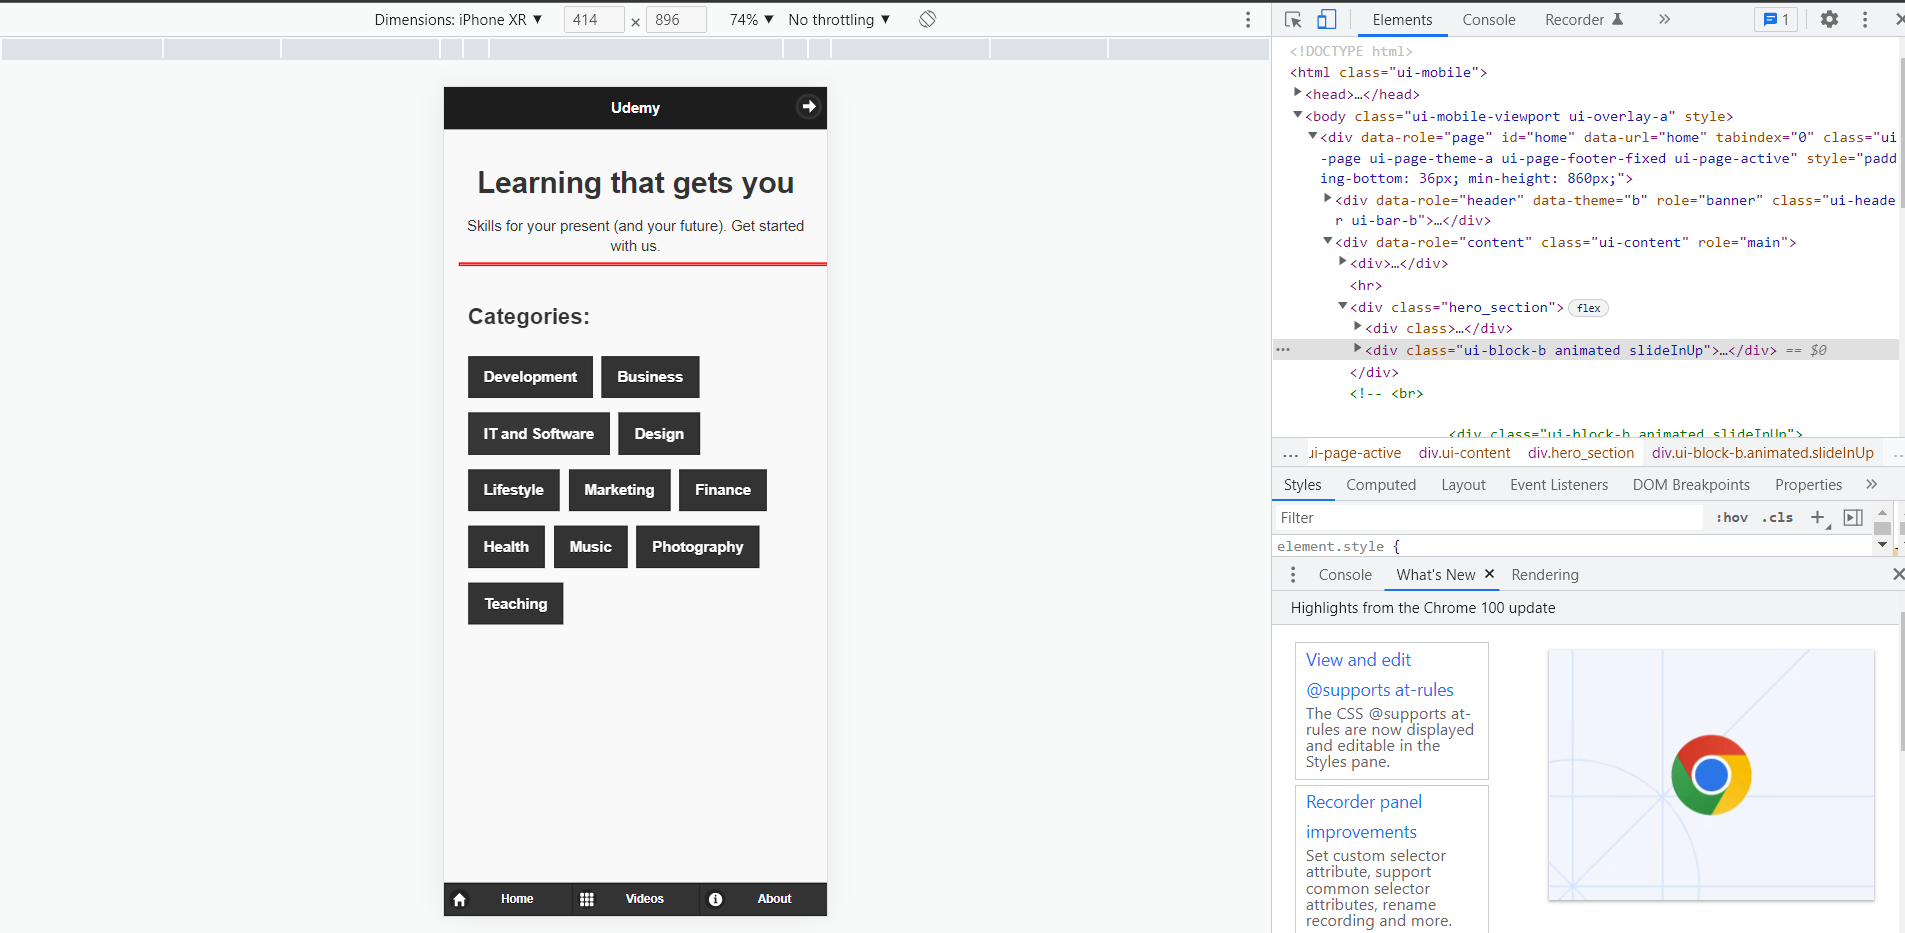 Dimensions: iPhone XR ▼ 414 × 896 74% ▼ No throttling ▼
Elements Console Recorder 1
Udemy
Learning that gets you
Skills for your present (and your future). Get started
with us.
Categories:
Development Business
IT and Software Design
Lifestyle Marketing Finance
Health Music Photography
Teaching
Home Videos About
<!DOCTYPE html>
<html class="ui-mobile">
<head>…</head>
<body class="ui-mobile-viewport ui-overlay-a" style>
<div data-role="page" id="home" data-url="home" tabindex="0" class="ui
-page ui-page-theme-a ui-page-footer-fixed ui-page-active" style="padd
ing-bottom: 36px; min-height: 860px;">
<div data-role="header" data-theme="b" role="banner" class="ui-heade
r ui-bar-b">…</div>
<div data-role="content" class="ui-content" role="main">
<div>…</div>
<hr>
<div class="hero_section"> flex
<div class>…</div>
… <div class="ui-block-b animated slideInUp">…</div> == $0
</div>
<!-- <br>
<div class="ui-block-b animated slideInUp">
… ui-page-active div.ui-content div.hero_section div.ui-block-b.animated.slideInUp …
Styles Computed Layout Event Listeners DOM Breakpoints Properties
Filter :hov .cls +
element.style {
Console What's New Rendering
Highlights from the Chrome 100 update
View and edit
@supports at-rules
The CSS @supports at-
rules are now displayed
and editable in the
Styles pane.
Recorder panel
improvements
Set custom selector
attribute, support
common selector
attributes, rename
recording and more.